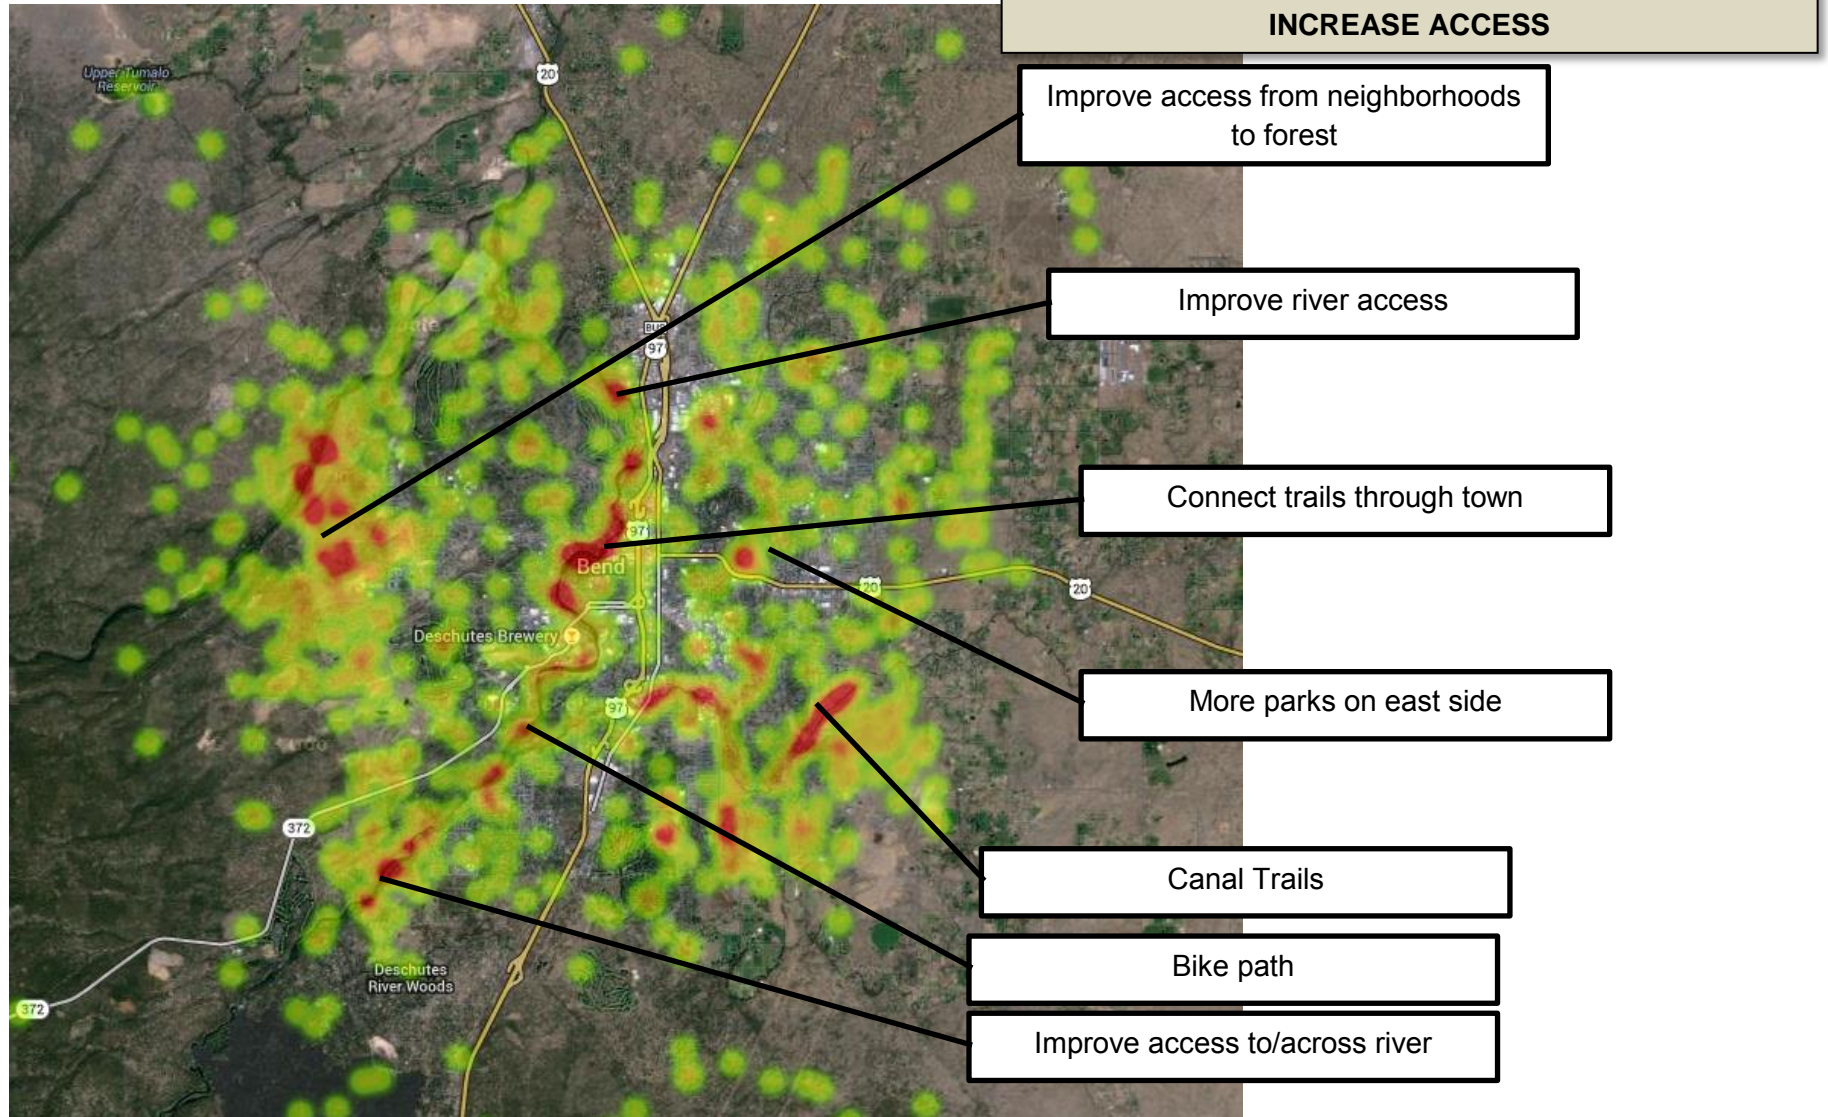 INCREASE ACCESS
Upper Tumalo
Reservoir
20
Improve access from neighborhoods
to forest
Improve river access
BUS
97
Connect trails through town
97
Bend
20
20
Deschutes Brewery
More parks on east side
97
372
Canal Trails
Bike path
Deschutes
River Woods
372
Improve access to/across river